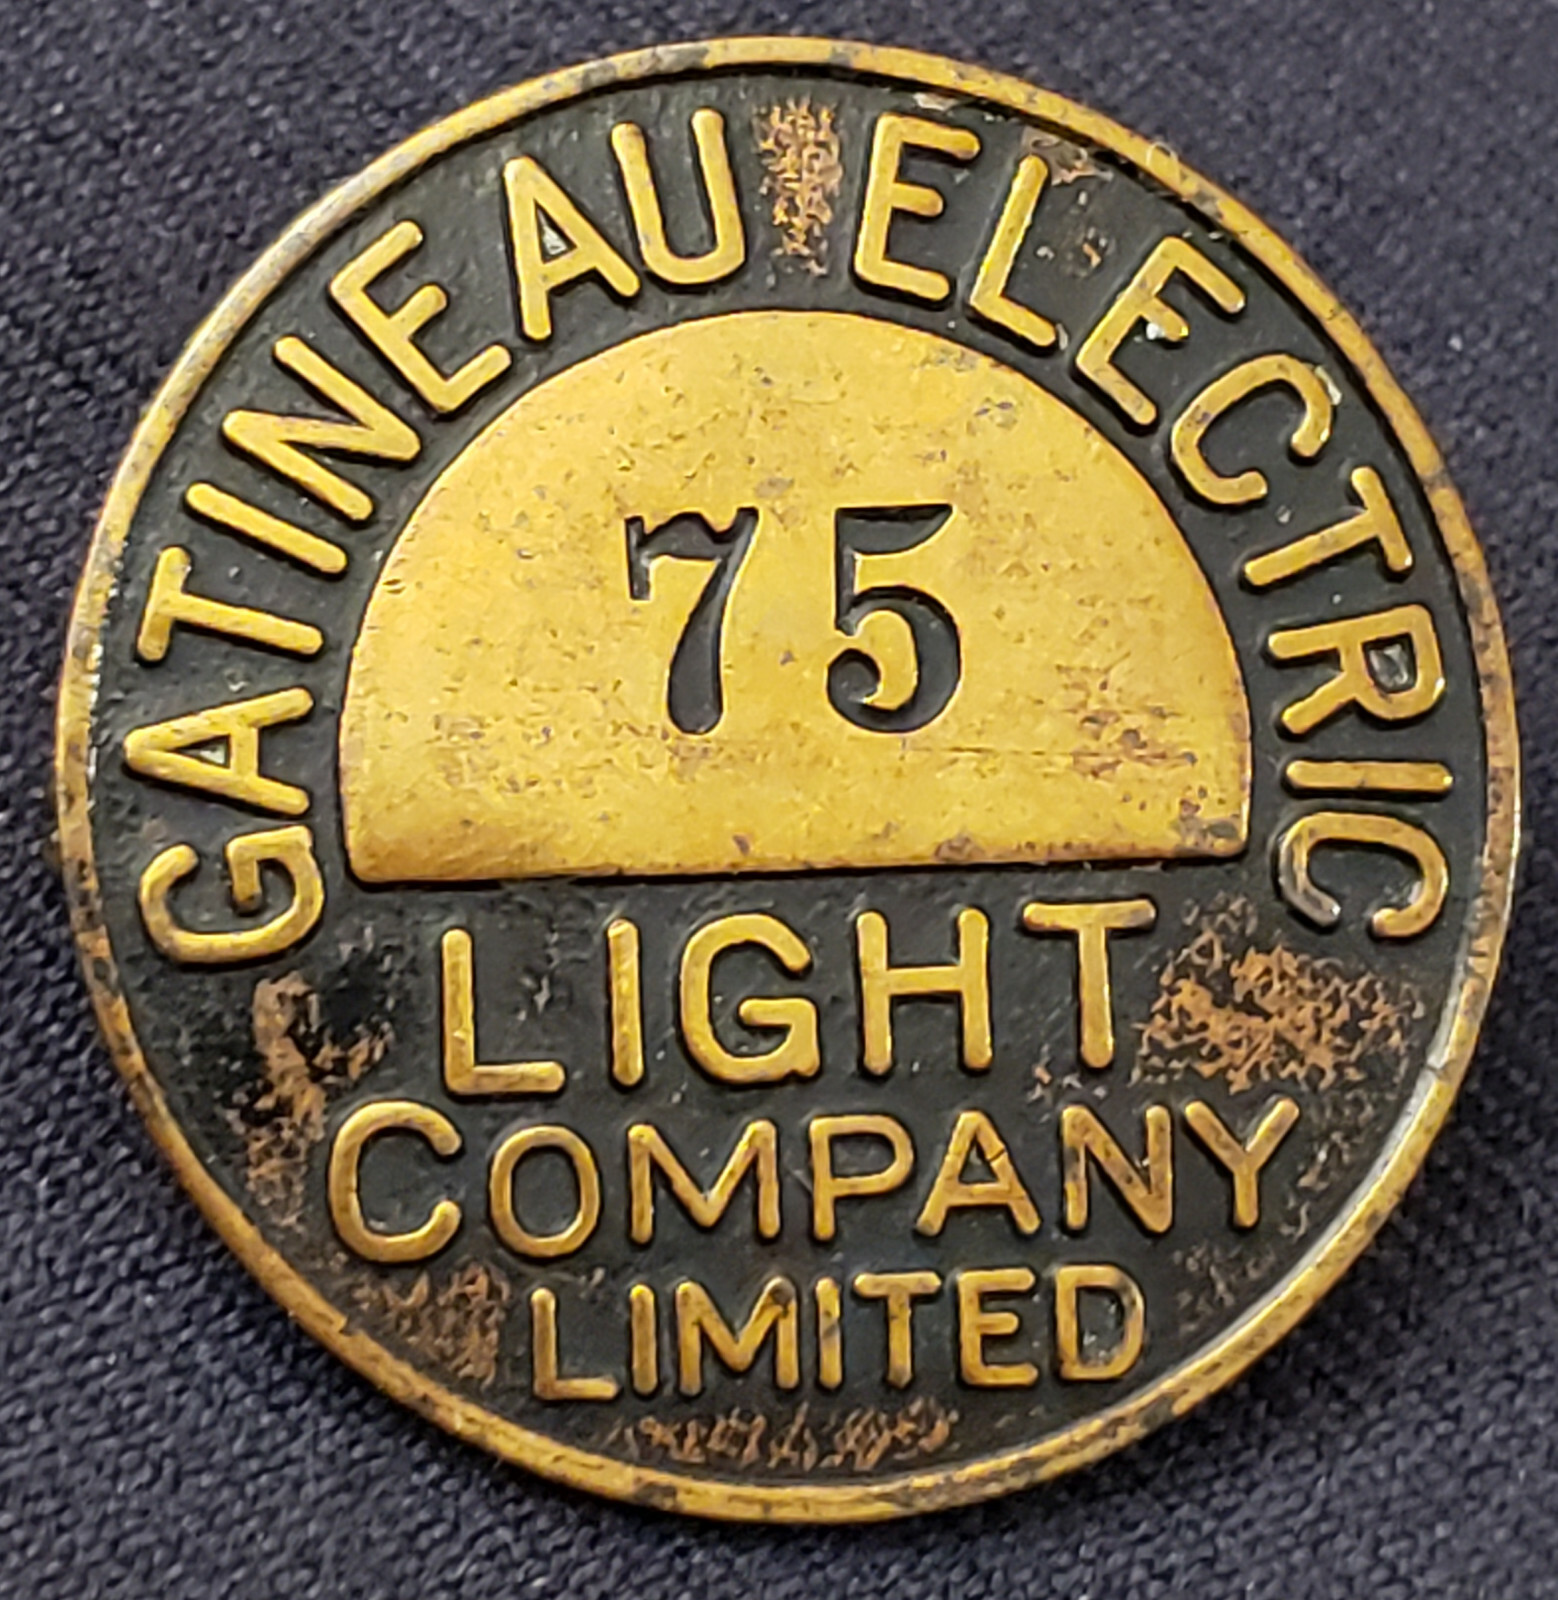 GATINEAU ELECTRIC
75
LIGHT
COMPANY
LIMITED